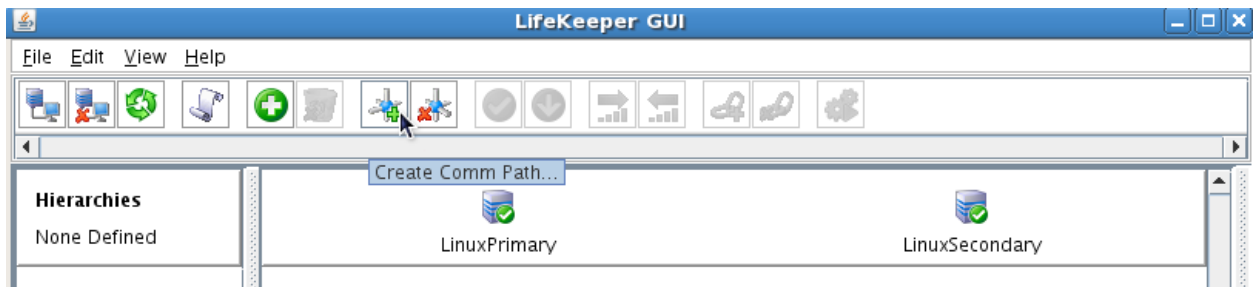 LifeKeeper GUI
File Edit View Help
Create Comm Path...
Hierarchies
None Defined
LinuxPrimary
LinuxSecondary